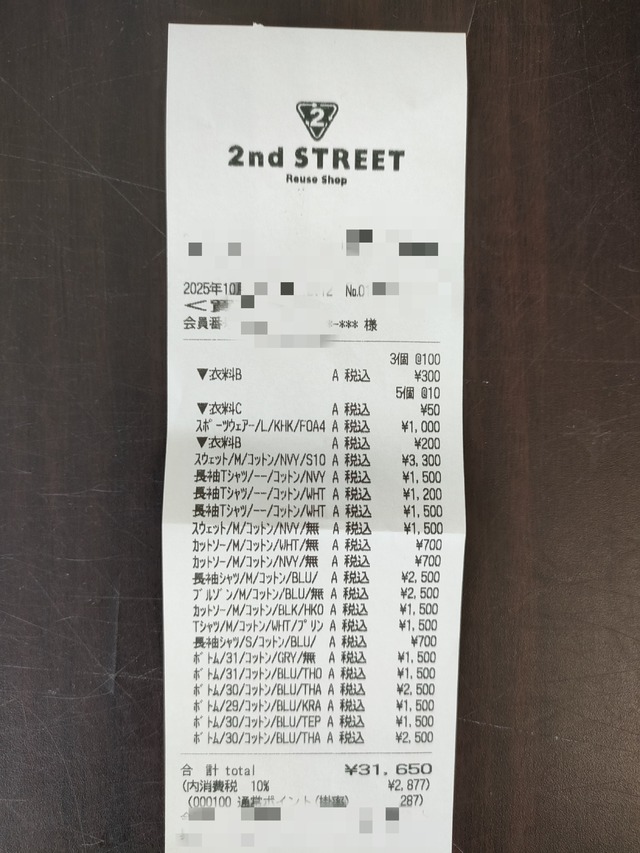 2
2nd STREET
Reuse Shop
2025年10 No.01
会員番 -*** 様
3個 @100
▼衣料B A 税込 ¥300
5個 @10
▼衣料C A 税込 ¥50
スポーツウェアー/L/KHK/FOA4 A 税込 ¥1,000
▼衣料B A 税込 ¥200
スウェット/M/コットン/NVY/S10 A 税込 ¥3,300
長袖Tシャツ/--/コットン/NVY A 税込 ¥1,500
長袖Tシャツ/--/コットン/WHT A 税込 ¥1,200
長袖Tシャツ/--/コットン/WHT A 税込 ¥1,500
スウェット/M/コットン/NVY/無 A 税込 ¥1,500
カットソー/M/コットン/WHT/無 A 税込 ¥700
カットソー/M/コットン/NVY/無 A 税込 ¥700
長袖シャツ/M/コットン/BLU/ A 税込 ¥2,500
ブルゾン/M/コットン/BLU/無 A 税込 ¥2,500
カットソー/M/コットン/BLK/HKO A 税込 ¥1,500
Tシャツ/M/コットン/WHT/プリン A 税込 ¥1,500
長袖シャツ/S/コットン/BLU/ A 税込 ¥700
ボトム/31/コットン/GRY/無 A 税込 ¥1,500
ボトム/31/コットン/BLU/THO A 税込 ¥1,500
ボトム/30/コットン/BLU/THA A 税込 ¥2,500
ボトム/29/コットン/BLU/KRA A 税込 ¥1,500
ボトム/30/コットン/BLU/TEP A 税込 ¥1,500
ボトム/30/コットン/BLU/THA A 税込 ¥2,500
合 計 total ¥31,650
(内消費税 10% ¥2,877)
(000100 通常ポイント 287)